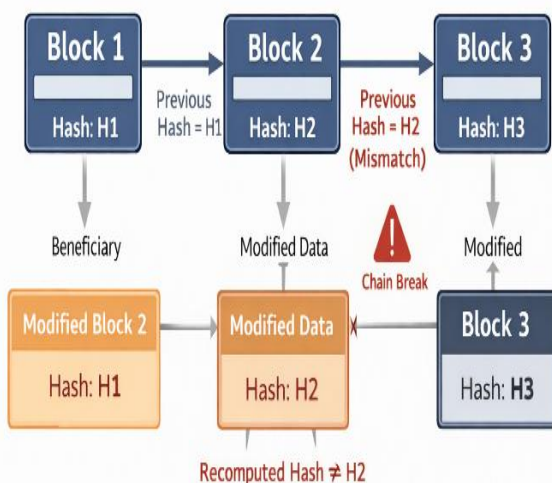 Block 1
Block 2
Block 3
Hash: H1
Previous
Hash = H1
Hash: H2
Previous
Hash = H2
(Mismatch)
Hash: H3
Beneficiary
Modified Data
!
Chain Break
Modified
Modified Block 2
Hash: H1
Modified Data
Hash: H2
Block 3
Hash: H3
Recomputed Hash ≠ H2